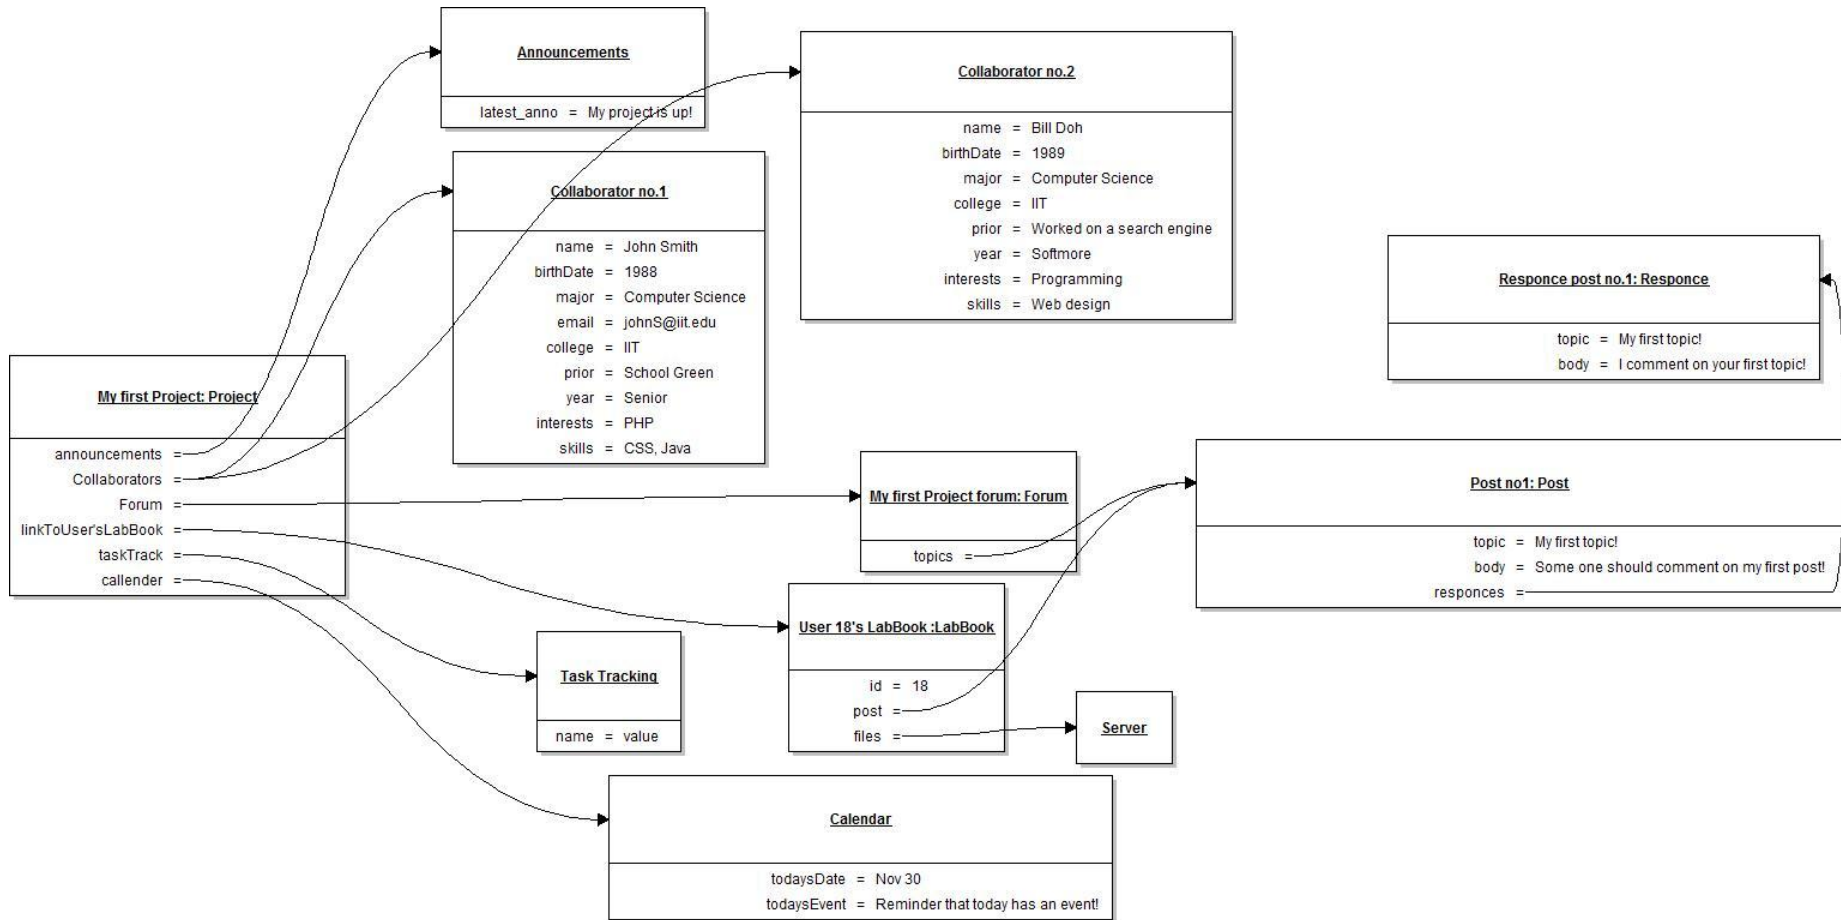 Announcements
latest_anno = My project is up!
Collaborator no.2
name = Bill Doh
birthDate = 1989
major = Computer Science
college = IIT
prior = Worked on a search engine
year = Softmore
interests = Programming
skills = Web design
Collaborator no.1
name = John Smith
birthDate = 1988
major = Computer Science
email = johnS@iit.edu
college = IIT
prior = School Green
year = Senior
interests = PHP
skills = CSS, Java
Responce post no.1: Responce
topic = My first topic!
body = I comment on your first topic!
My first Project: Project
announcements =
Collaborators =
Forum =
linkToUser'sLabBook =
taskTrack =
callender =
My first Project forum: Forum
topics =
Post no1: Post
topic = My first topic!
body = Some one should comment on my first post!
responces =
User 18's LabBook :LabBook
id = 18
post =
files =
Task Tracking
name = value
Server
Calendar
todaysDate = Nov 30
todaysEvent = Reminder that today has an event!